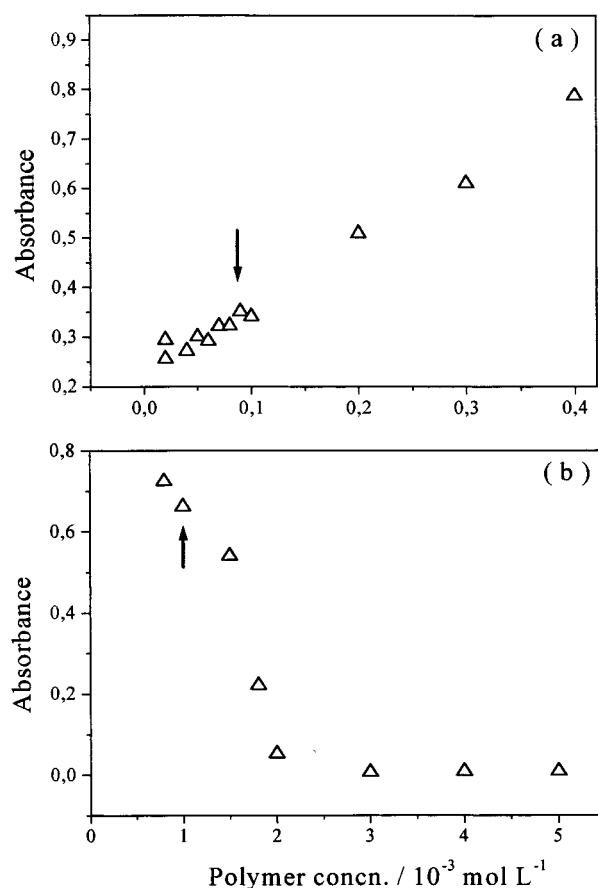 ( a )
0,9
0,8
0,7
0,6
0,5
0,4
0,3
0,2
Absorbance
0,0 0,1 0,2 0,3 0,4
( b )
0,8
0,6
0,4
0,2
0,0
Absorbance
0 1 2 3 4 5
Polymer concn. / 10⁻³ mol L⁻¹